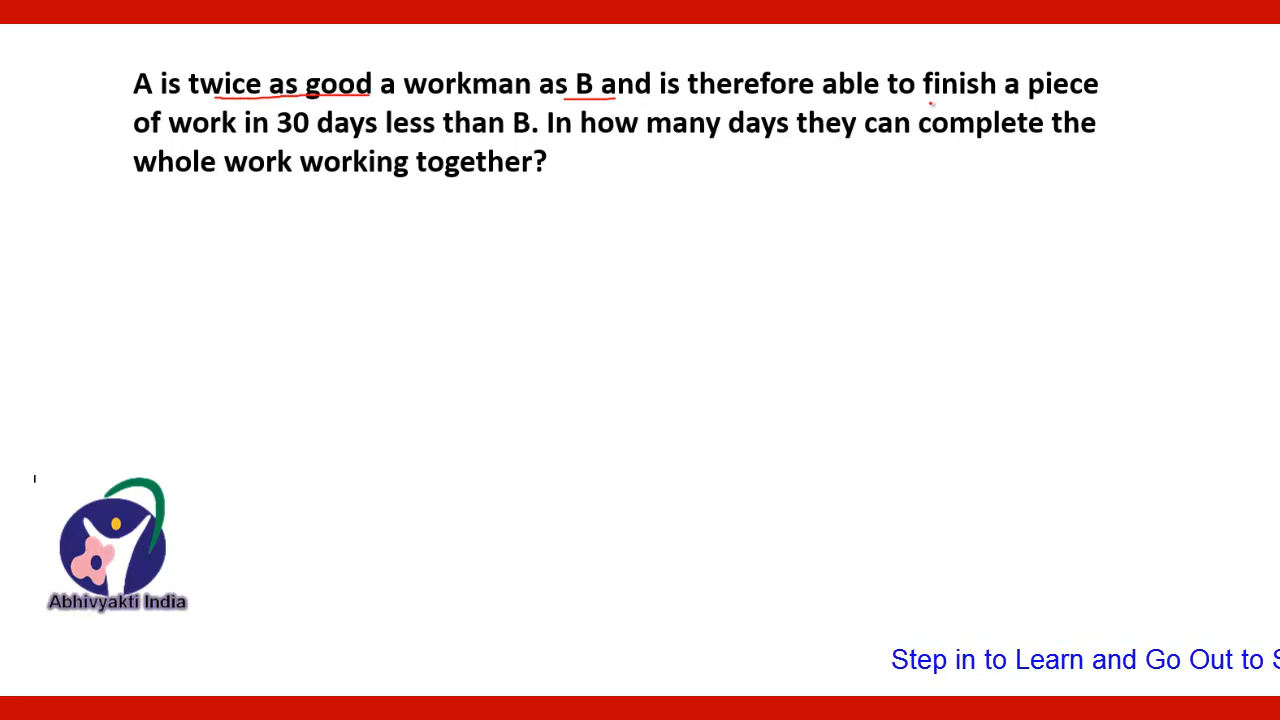 A is twice as good a workman as B and is therefore able to finish a piece
of work in 30 days less than B. In how many days they can complete the
whole work working together?
Abhivyakti India
Step in to Learn and Go Out to S